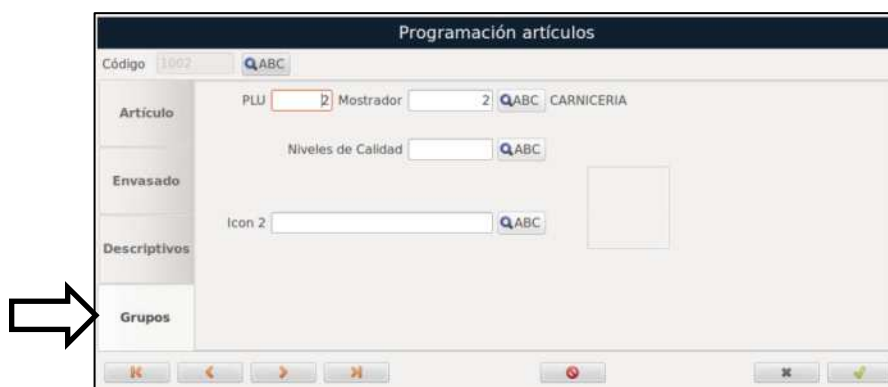 Programación artículos
Código 1002 ABC
Artículo
PLU 2 Mostrador 2 ABC CARNICERIA
Niveles de Calidad ABC
Envasado
Icon 2 ABC
Descriptivos
Grupos